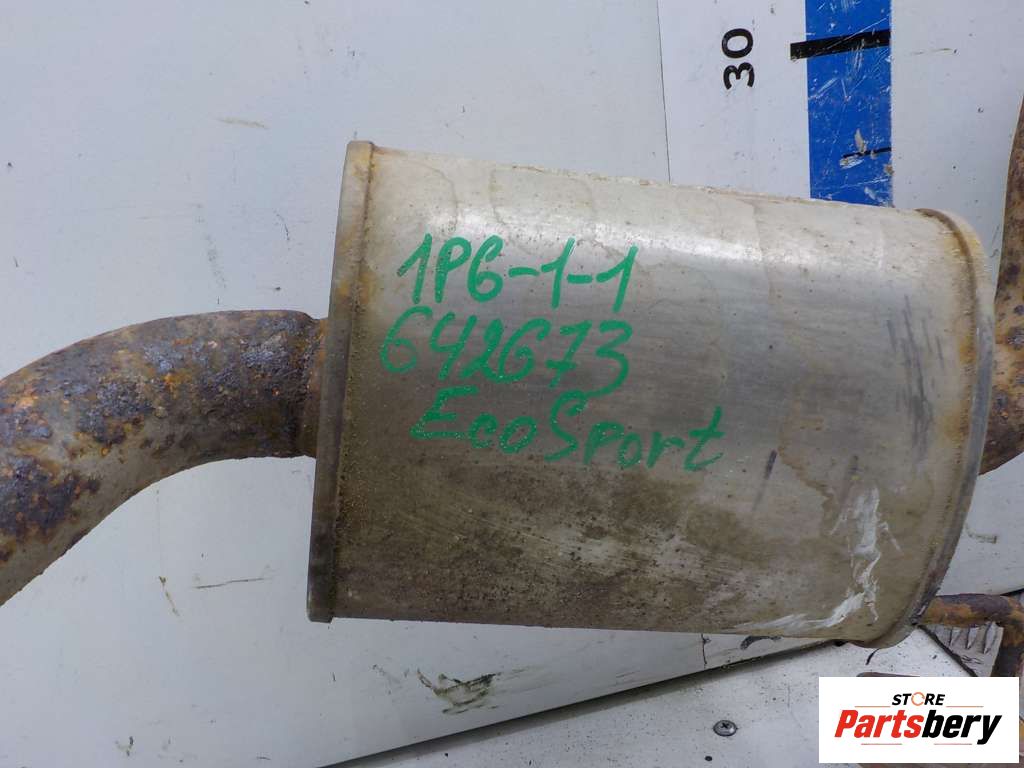 30
1P6-1-1
642673
EcoSport
STORE
Partsbery